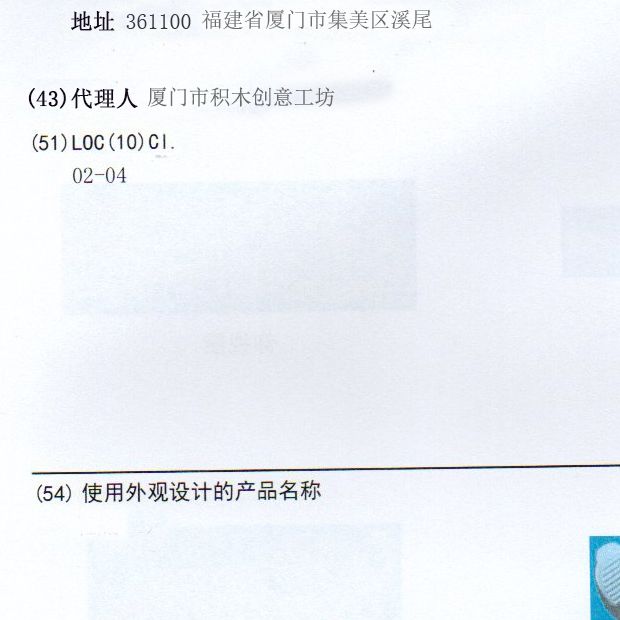 地址 361100 福建省厦门市集美区溪尾
(43)代理人 厦门市积木创意工坊
(51)LOC(10)Cl.
02-04
(54) 使用外观设计的产品名称